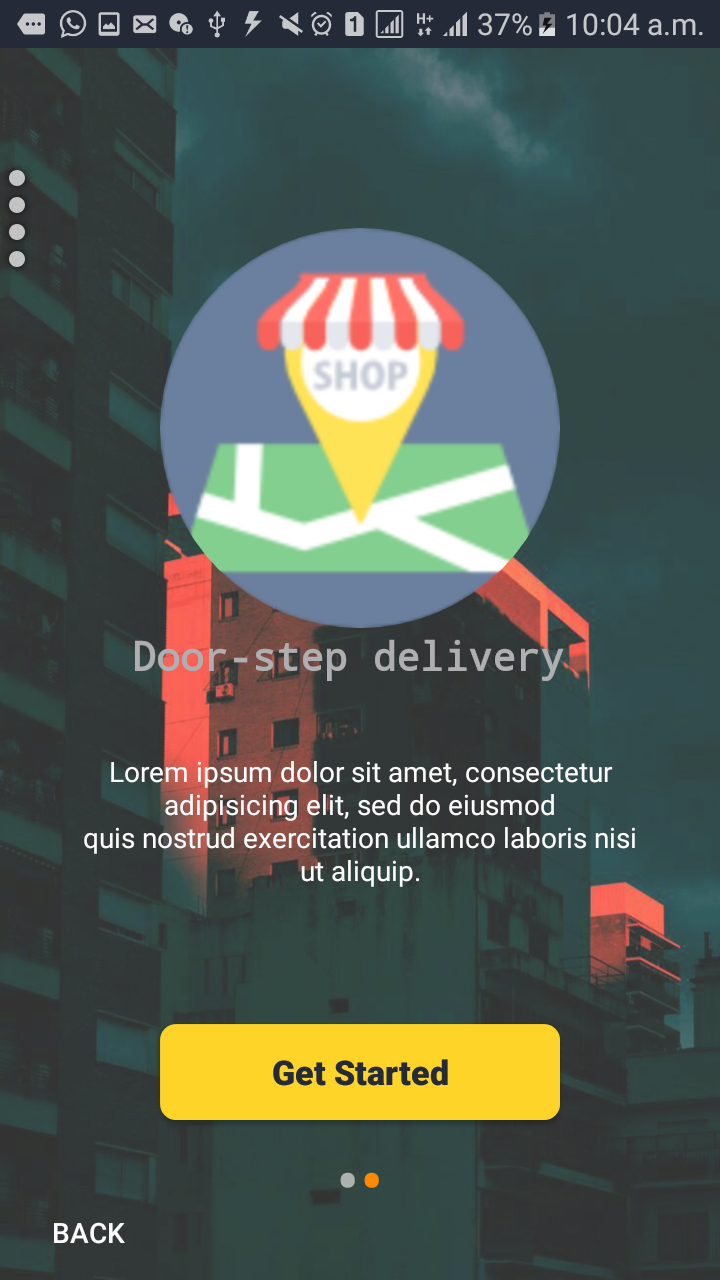 1 H+ 37% 10:04 a.m.
SHOP
Door-step delivery
Lorem ipsum dolor sit amet, consectetur
adipisicing elit, sed do eiusmod
quis nostrud exercitation ullamco laboris nisi
ut aliquip.
Get Started
BACK